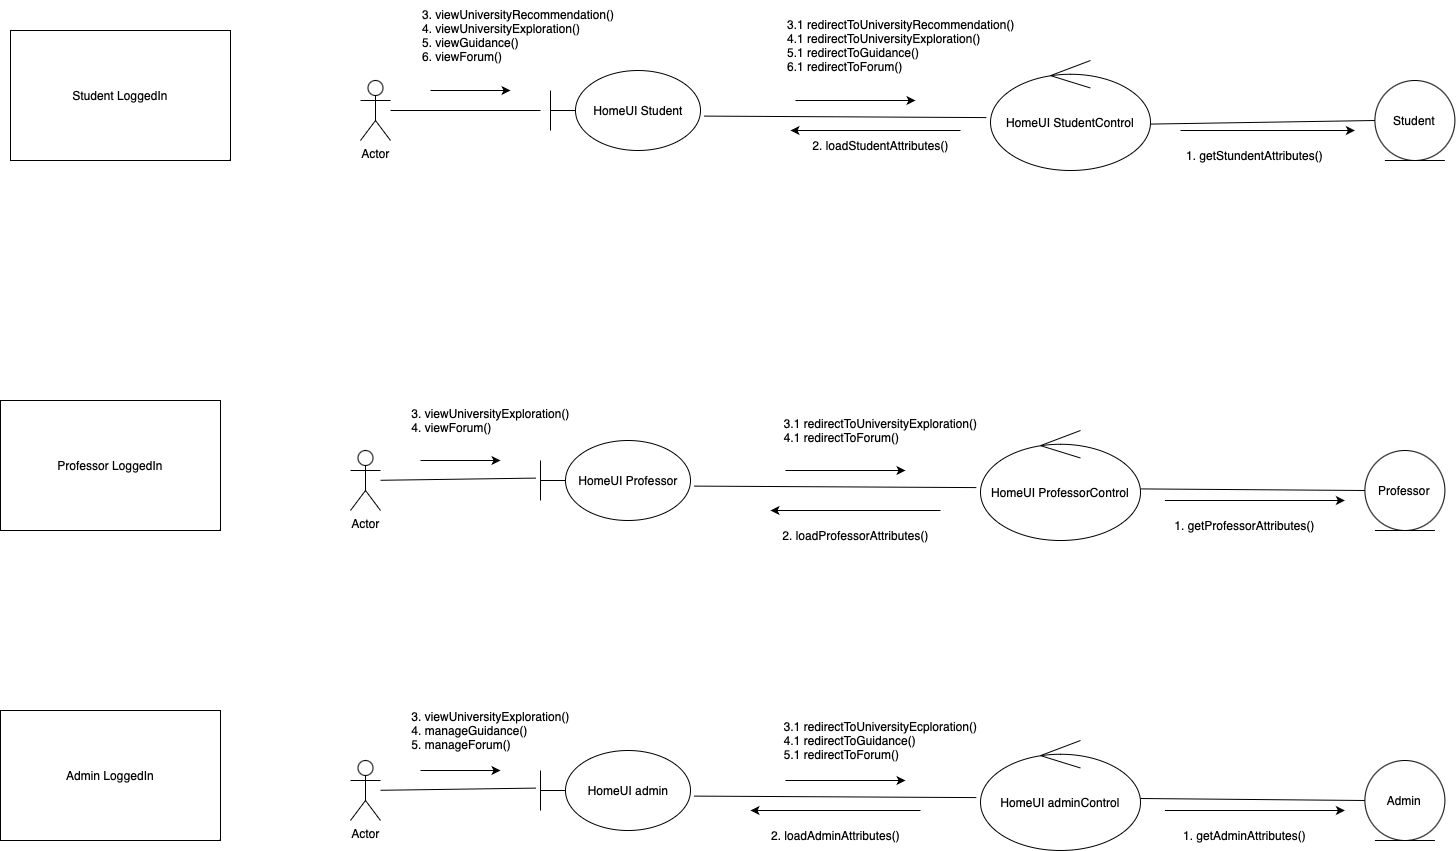 3. viewUniversityRecommendation()
4. viewUniversityExploration()
5. viewGuidance()
6. viewForum()
3.1 redirectToUniversityRecommendation()
4.1 redirectToUniversityExploration()
5.1 redirectToGuidance()
6.1 redirectToForum()
Student LoggedIn
HomeUI Student
HomeUI StudentControl
Student
Actor
2. loadStudentAttributes()
1. getStundentAttributes()
3. viewUniversityExploration()
4. viewForum()
3.1 redirectToUniversityExploration()
4.1 redirectToForum()
Professor LoggedIn
HomeUI Professor
HomeUI ProfessorControl
Professor
Actor
2. loadProfessorAttributes()
1. getProfessorAttributes()
3. viewUniversityExploration()
4. manageGuidance()
5. manageForum()
3.1 redirectToUniversityEcploration()
4.1 redirectToGuidance()
5.1 redirectToForum()
Admin LoggedIn
HomeUI admin
HomeUI adminControl
Admin
Actor
2. loadAdminAttributes()
1. getAdminAttributes()